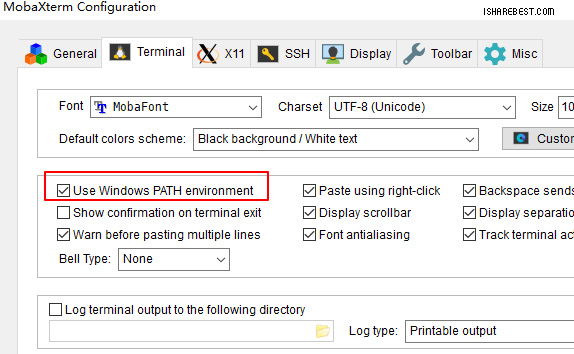 MobaXterm Configuration
ISHAREBEST.COM
General Terminal X11 SSH Display Toolbar Misc
Font MobaFont Charset UTF-8 (Unicode) Size 10
Default colors scheme: Black background / White text Custor
Use Windows PATH environment Paste using right-click Backspace sends
Show confirmation on terminal exit Display scrollbar Display separatio
Warn before pasting multiple lines Font antialiasing Track terminal act
Bell Type: None
Log terminal output to the following directory
Log type: Printable output